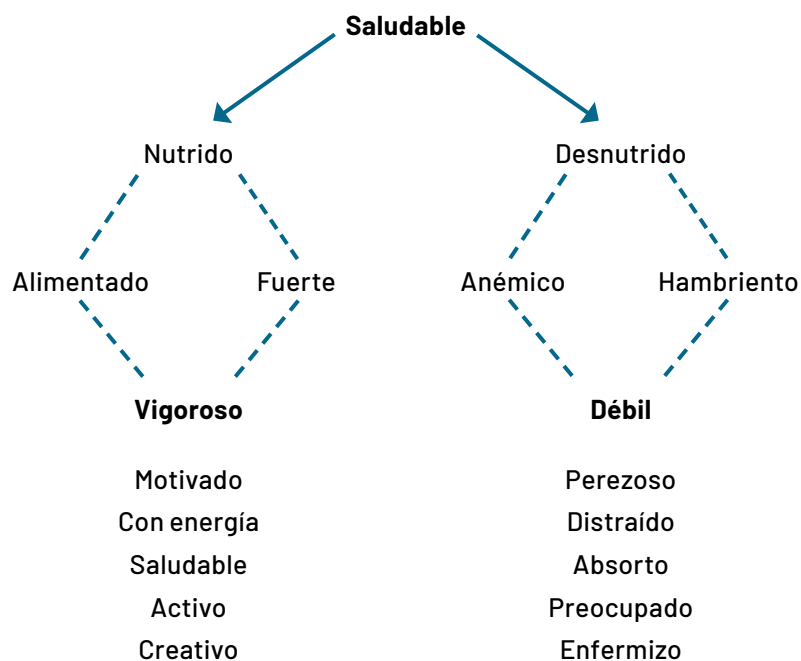 Saludable
Nutrido Desnutrido
Alimentado Fuerte Anémico Hambriento
Vigoroso Débil
Motivado Perezoso
Con energía Distraído
Saludable Absorto
Activo Preocupado
Creativo Enfermizo